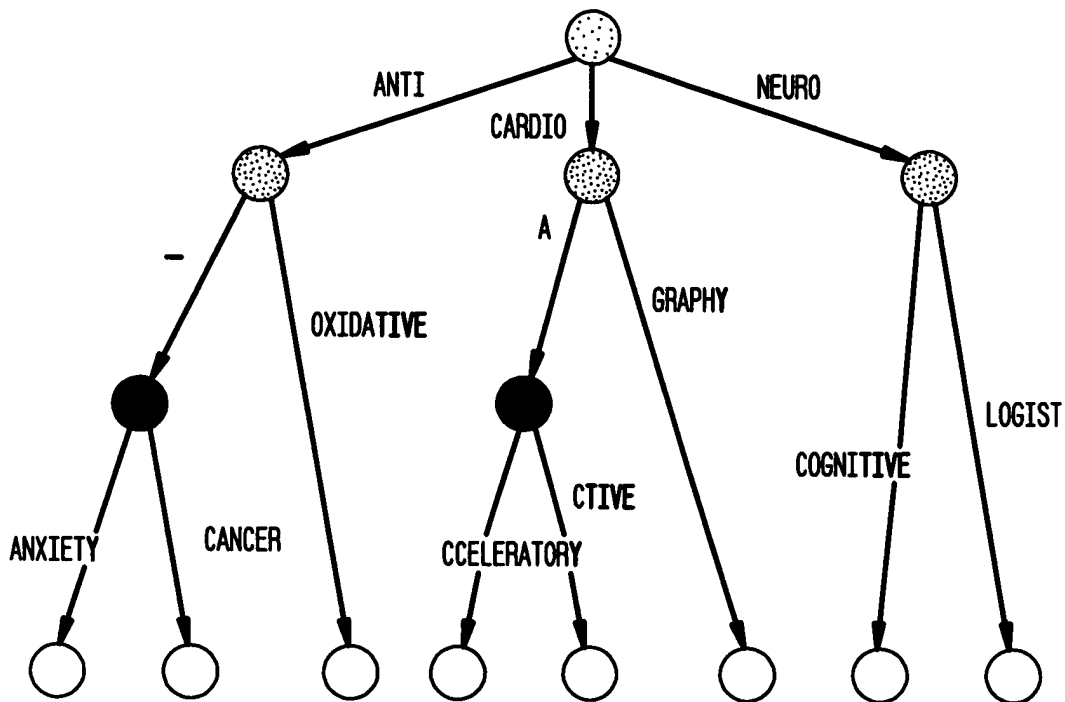 ANTI
NEURO
CARDIO
A
–
GRAPHY
OXIDATIVE
LOGIST
COGNITIVE
CTIVE
ANXIETY
CANCER
CCELERATORY